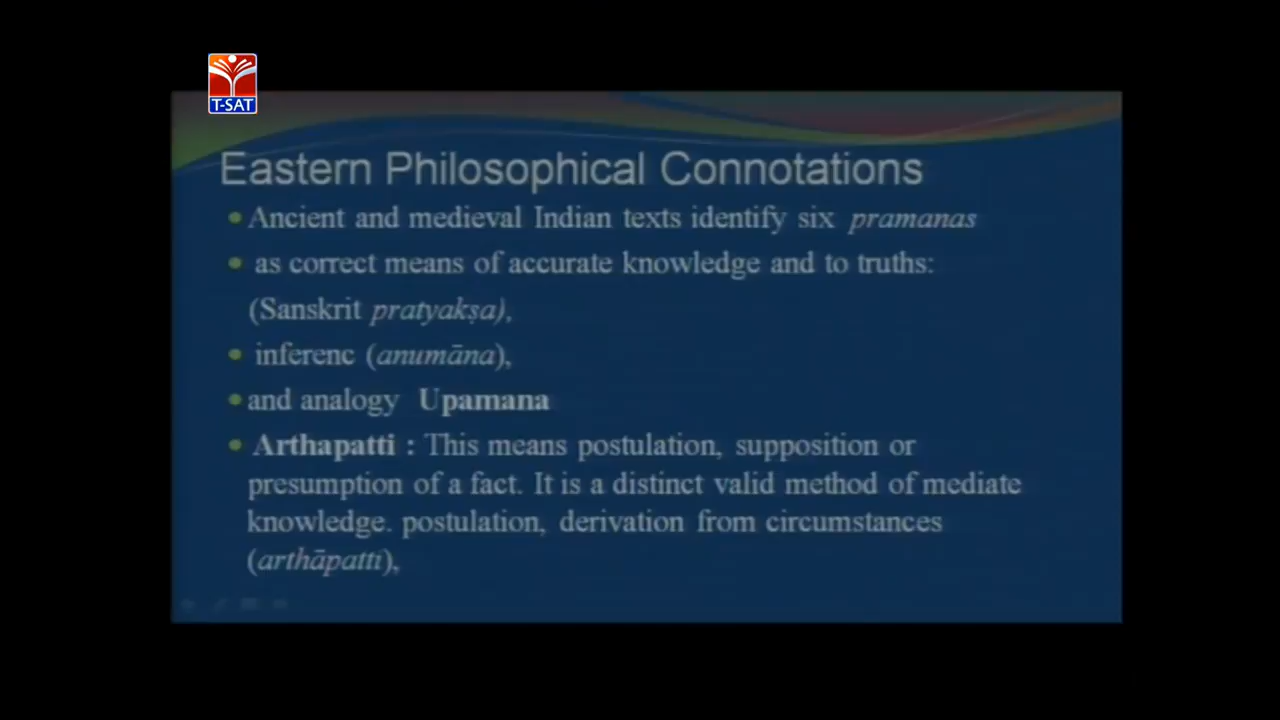 T-SAT
Eastern Philosophical Connotations
• Ancient and medieval Indian texts identify six pramanas
• as correct means of accurate knowledge and to truths:
(Sanskrit pratyakṣa),
• inferenc (anumāna),
• and analogy Upamana
• Arthapatti : This means postulation, supposition or
presumption of a fact. It is a distinct valid method of mediate
knowledge. postulation, derivation from circumstances
(arthāpatti),